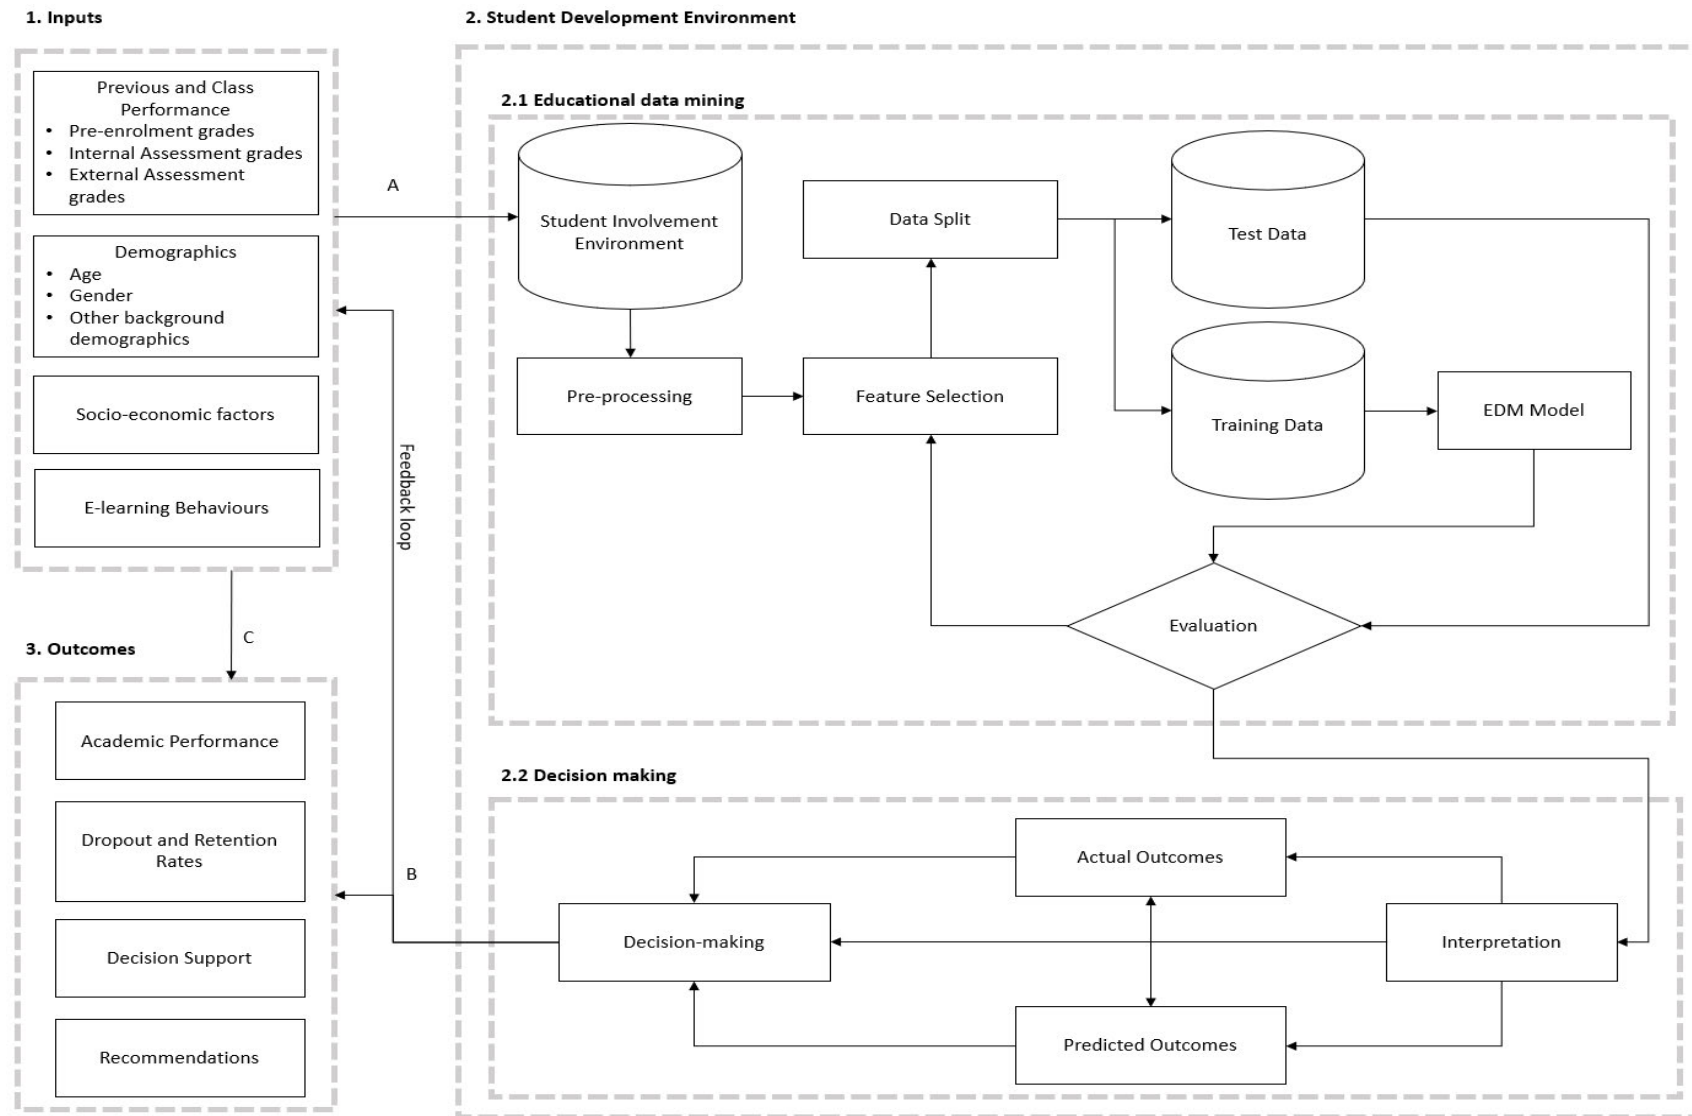 1. Inputs
Previous and Class
Performance
• Pre-enrolment grades
• Internal Assessment grades
• External Assessment
grades
Demographics
• Age
• Gender
• Other background
demographics
Socio-economic factors
E-learning Behaviours
A
Feedback loop
C
B
2. Student Development Environment
2.1 Educational data mining
Student Involvement
Environment
Pre-processing
Feature Selection
Data Split
Test Data
Training Data
EDM Model
Evaluation
2.2 Decision making
Actual Outcomes
Decision-making
Interpretation
Predicted Outcomes
3. Outcomes
Academic Performance
Dropout and Retention
Rates
Decision Support
Recommendations